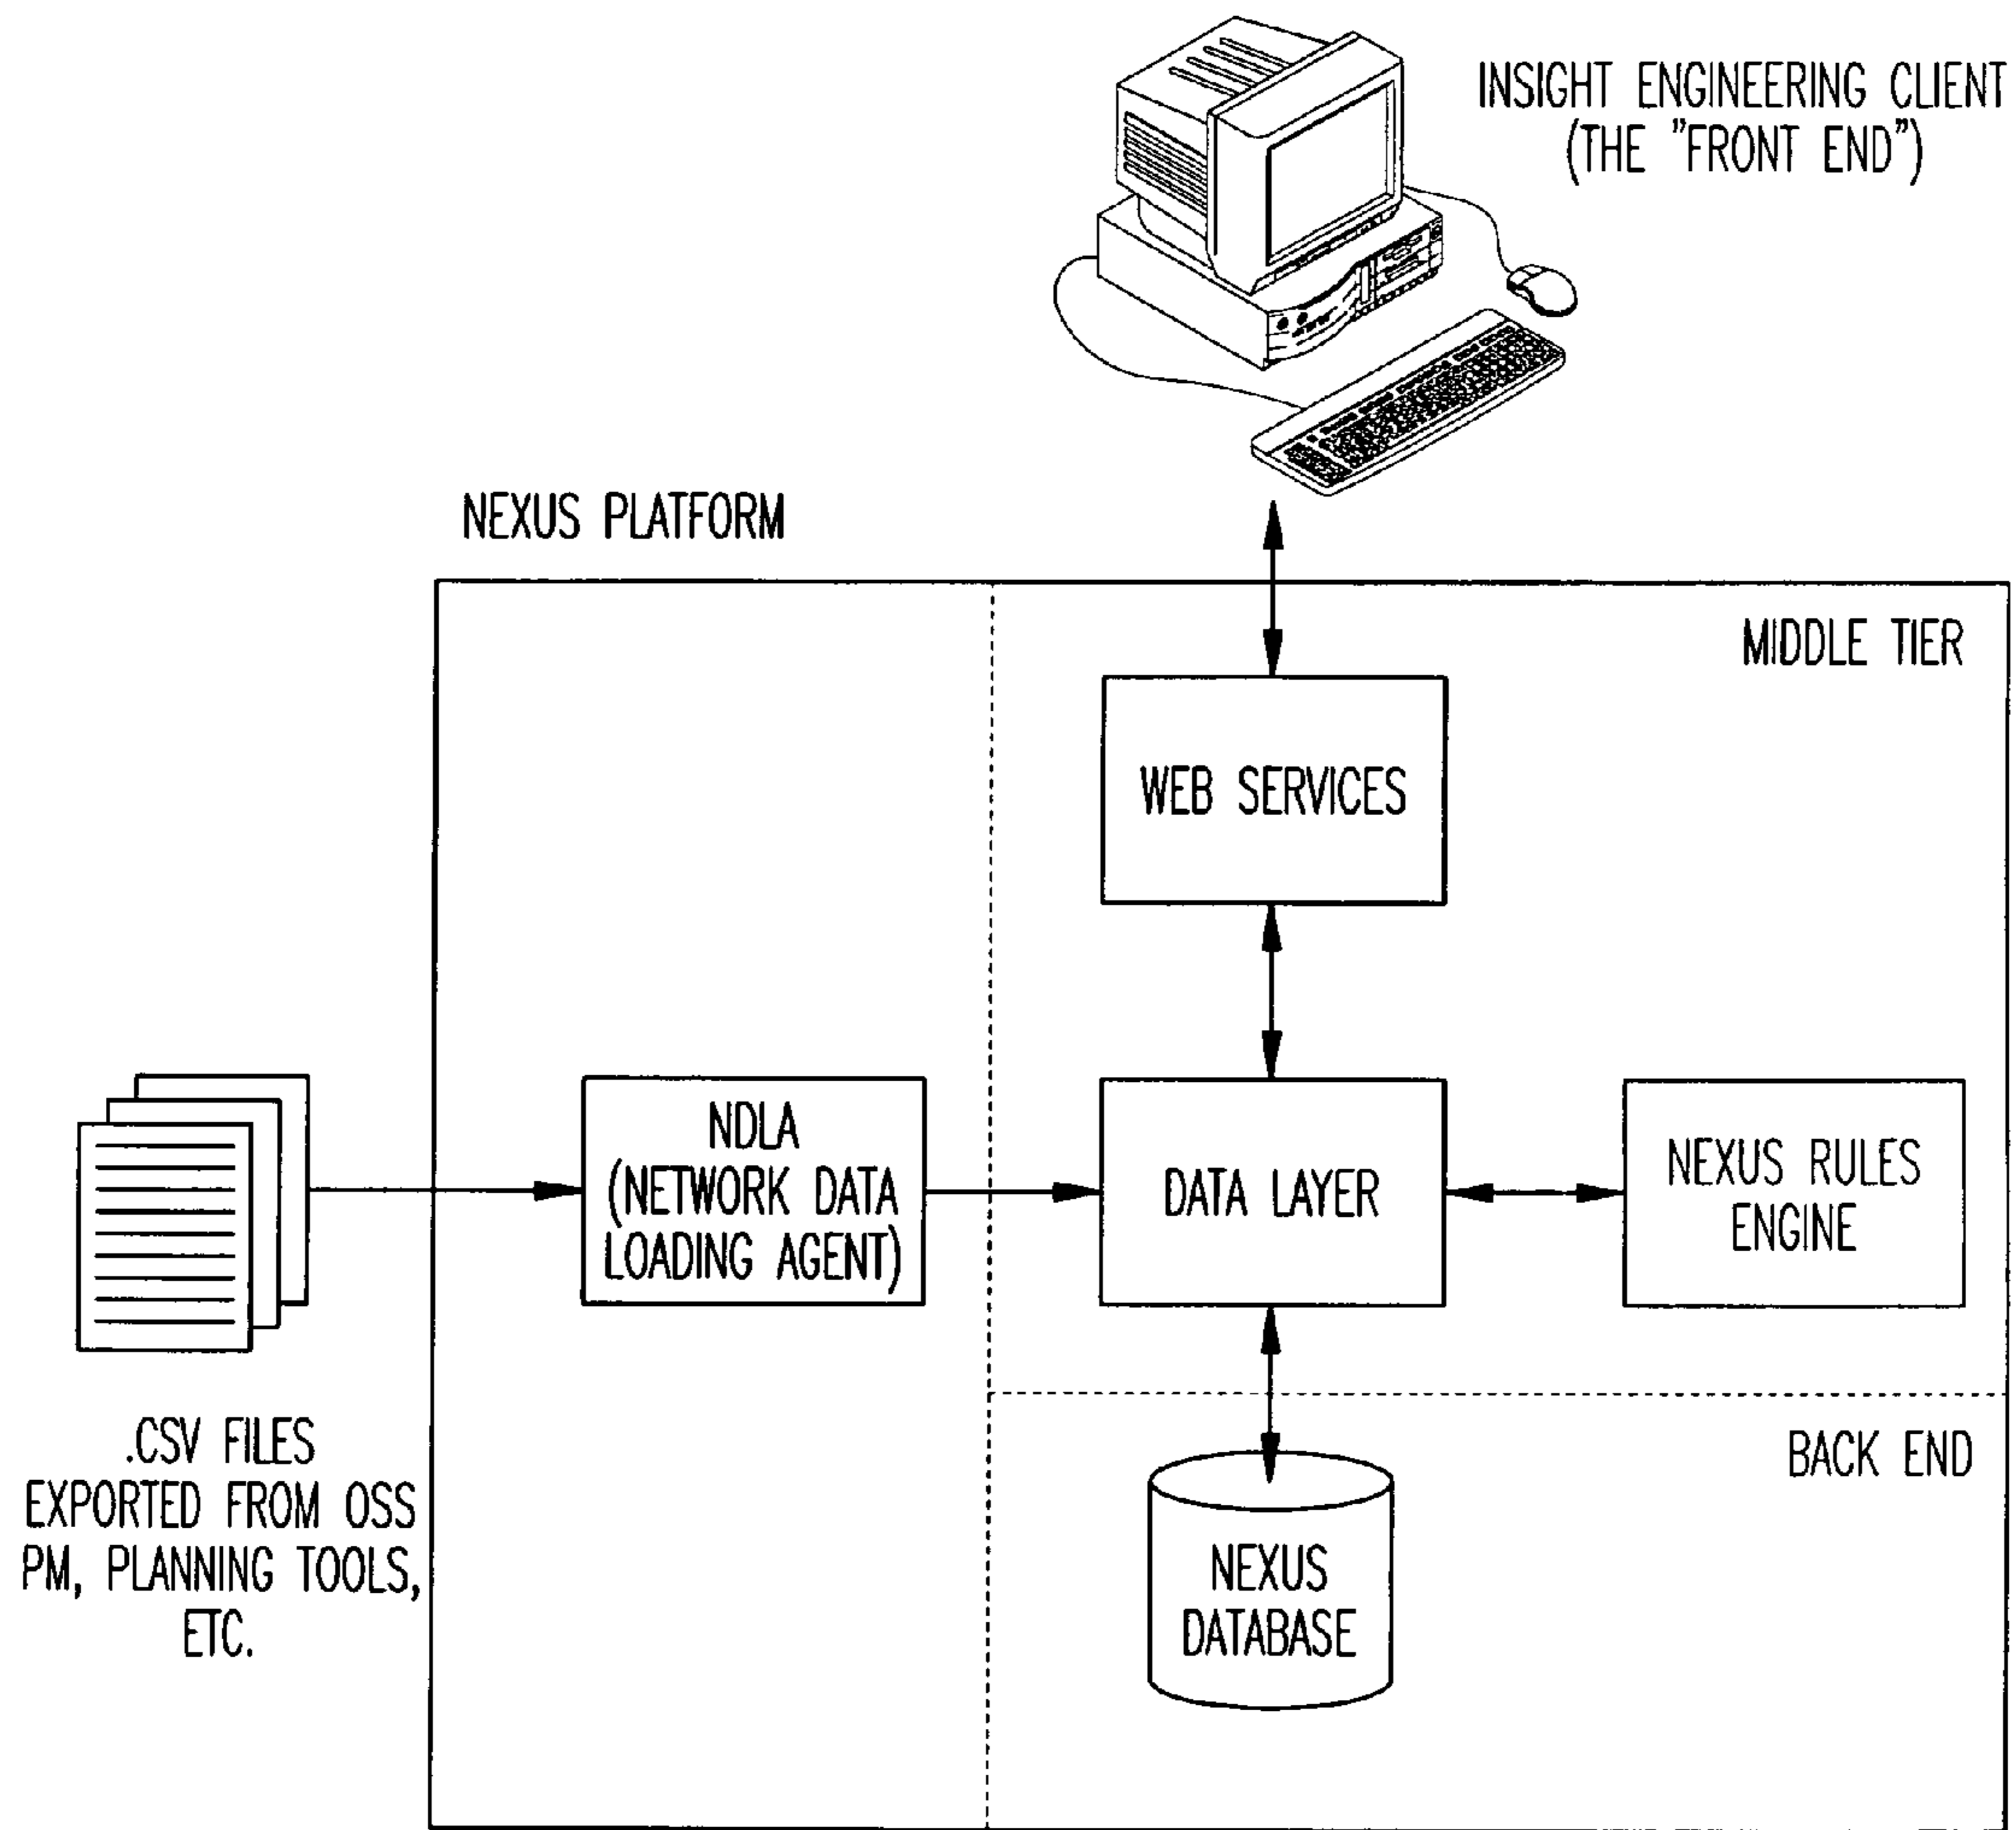 INSIGHT ENGINEERING CLIENT
(THE "FRONT END")
NEXUS PLATFORM
MIDDLE TIER
WEB SERVICES
NDLA
(NETWORK DATA
LOADING AGENT)
DATA LAYER
NEXUS RULES
ENGINE
.CSV FILES
EXPORTED FROM OSS
PM, PLANNING TOOLS,
ETC.
BACK END
NEXUS
DATABASE